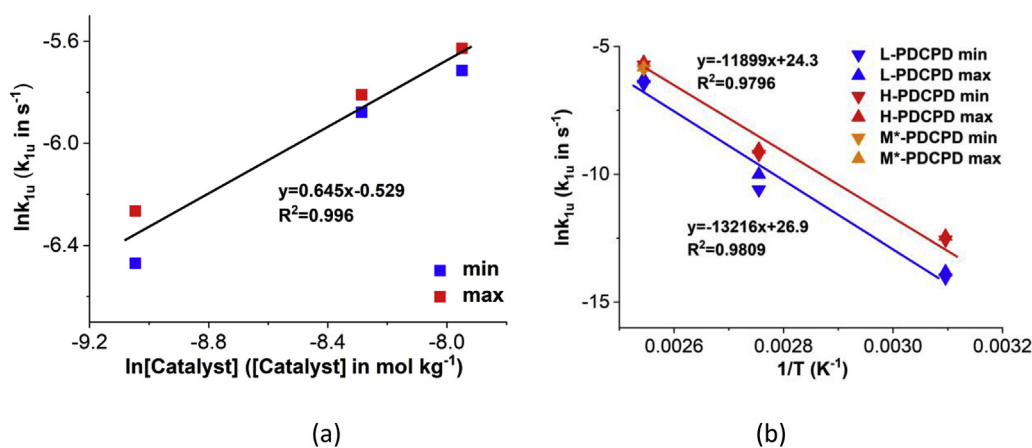 -5.6
-6.0
-6.4
lnk1u (k1u in s-1)
y=0.645x-0.529
R2=0.996
min
max
-9.2 -8.8 -8.4 -8.0
ln[Catalyst] ([Catalyst] in mol kg-1)
(a)
-5
-10
-15
lnk1u (k1u in s-1)
y=-11899x+24.3
R2=0.9796
L-PDCPD min
L-PDCPD max
H-PDCPD min
H-PDCPD max
M*-PDCPD min
M*-PDCPD max
y=-13216x+26.9
R2=0.9809
0.0026 0.0028 0.0030 0.0032
1/T (K-1)
(b)